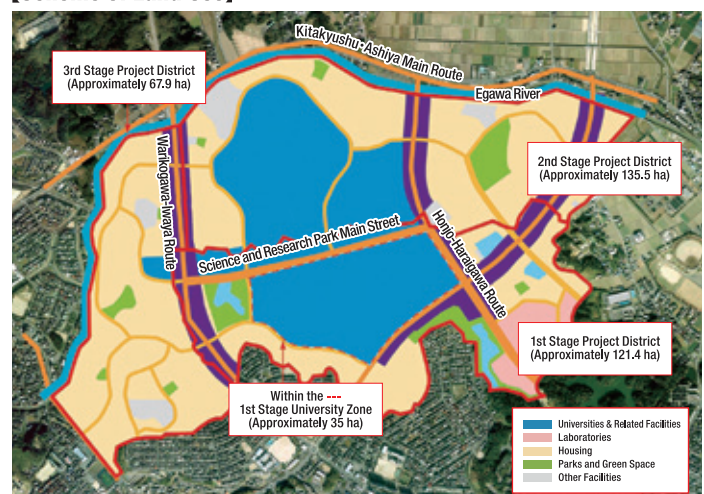 Kitakyushu・Ashiya Main Route
3rd Stage Project District
(Approximately 67.9 ha)
Egawa River
2nd Stage Project District
(Approximately 135.5 ha)
Warikogawa-Iwaya Route
Science and Research Park Main Street
Honjo-Haraigawa Route
1st Stage Project District
(Approximately 121.4 ha)
Within the ---
1st Stage University Zone
(Approximately 35 ha)
Universities & Related Facilities
Laboratories
Housing
Parks and Green Space
Other Facilities